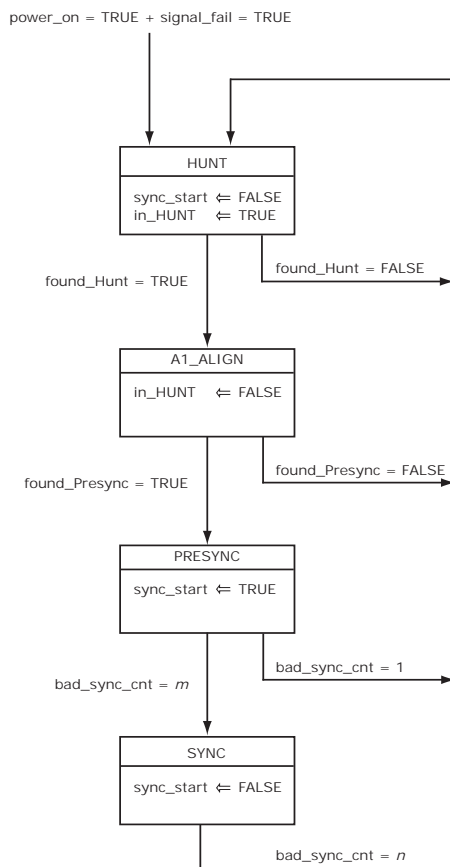 power_on = TRUE + signal_fail = TRUE
HUNT
sync_start ⇐ FALSE
in_HUNT ⇐ TRUE
found_Hunt = TRUE
found_Hunt = FALSE
A1_ALIGN
in_HUNT ⇐ FALSE
found_Presync = TRUE
found_Presync = FALSE
PRESYNC
sync_start ⇐ TRUE
bad_sync_cnt = m
bad_sync_cnt = 1
SYNC
sync_start ⇐ FALSE
bad_sync_cnt = n